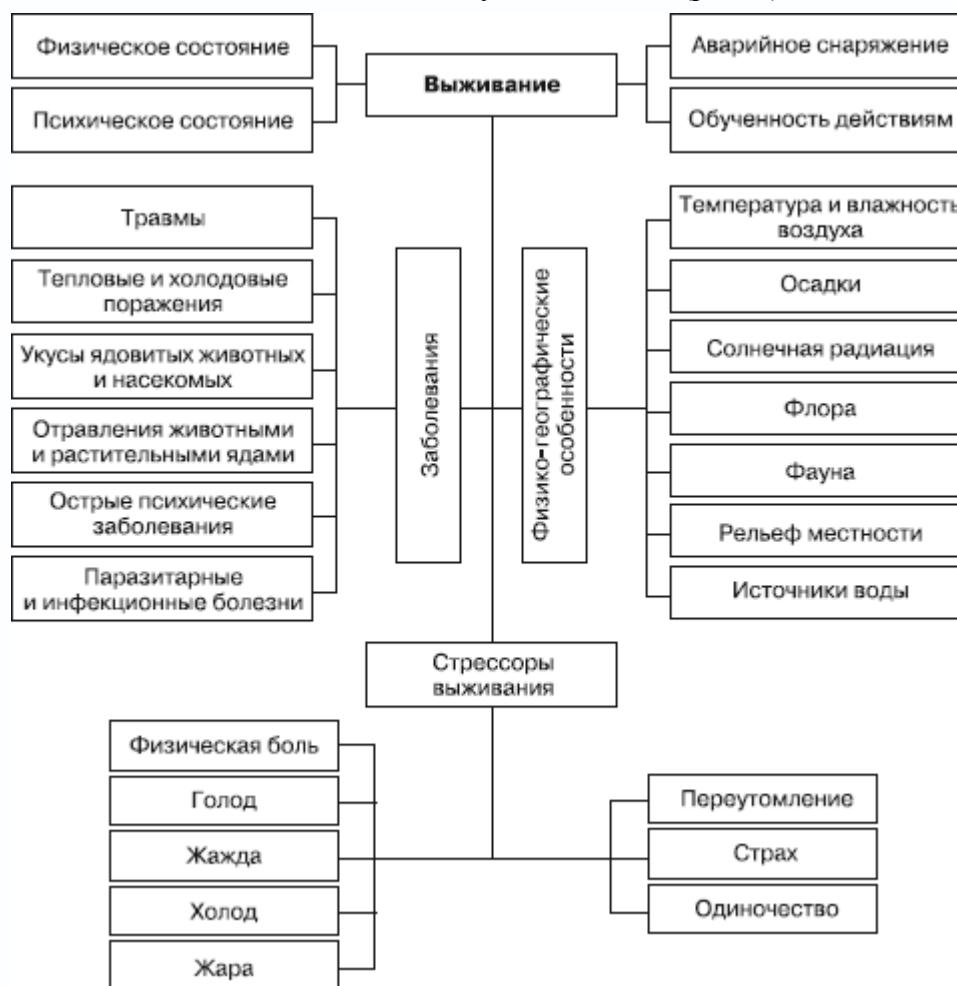 Физическое состояние
Психическое состояние
Выживание
Аварийное снаряжение
Обученность действиям
Травмы
Тепловые и холодовые
поражения
Укусы ядовитых животных
и насекомых
Отравления животными
и растительными ядами
Острые психические
заболевания
Паразитарные
и инфекционные болезни
Заболевания
Физико-географические
особенности
Температура и влажность
воздуха
Осадки
Солнечная радиация
Флора
Фауна
Рельеф местности
Источники воды
Стрессоры
выживания
Физическая боль
Голод
Жажда
Холод
Жара
Переутомление
Страх
Одиночество